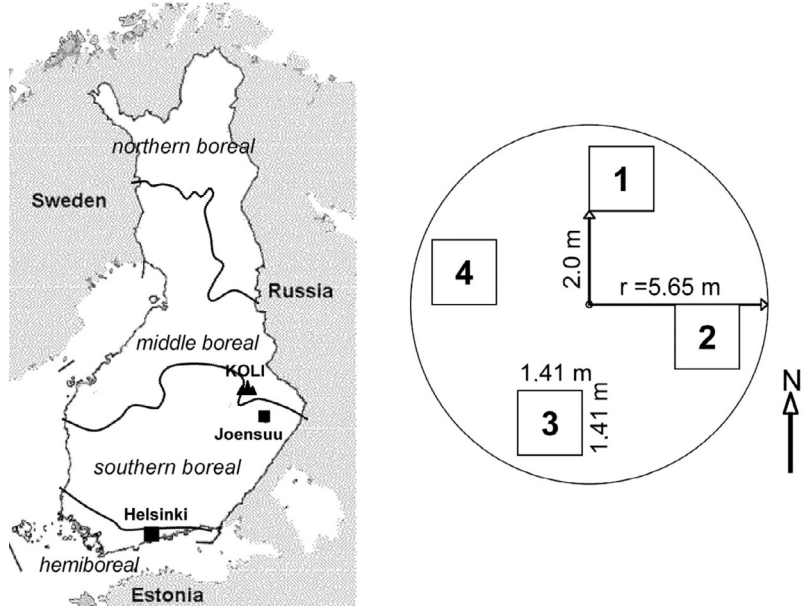 northern boreal
Sweden
Russia
middle boreal
KOLI
Joensuu
southern boreal
Helsinki
hemiboreal
Estonia
1
4
2.0 m
r =5.65 m
2
1.41 m
3
1.41 m
N